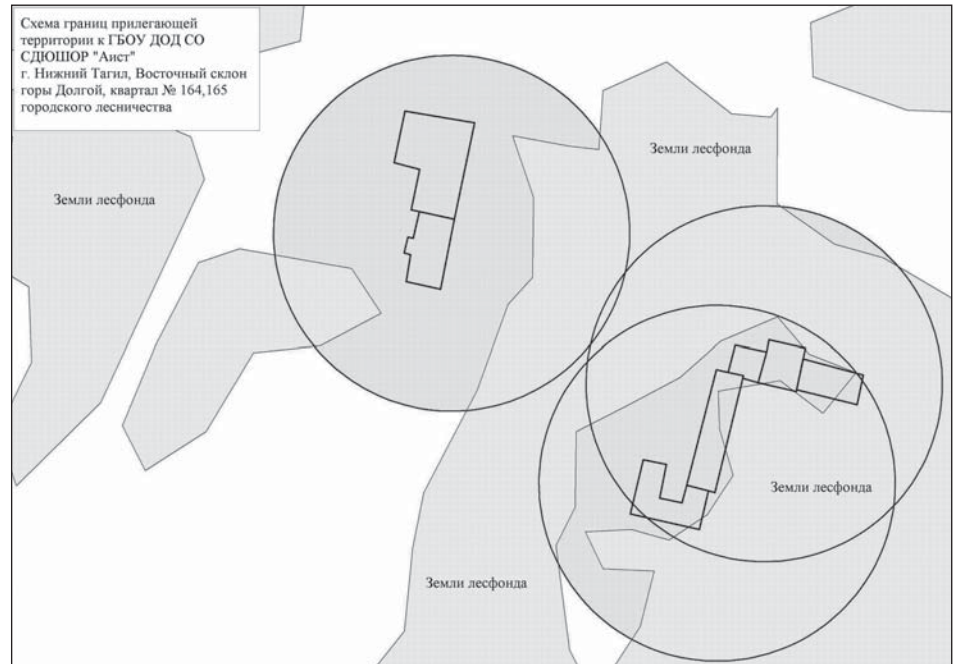 Схема границ прилегающей
территории к ГБОУ ДОД СО
СДЮШОР "Аист"
г. Нижний Тагил, Восточный склон
горы Долгой, квартал № 164,165
городского лесничества
Земли лесфонда
Земли лесфонда
Земли лесфонда
Земли лесфонда